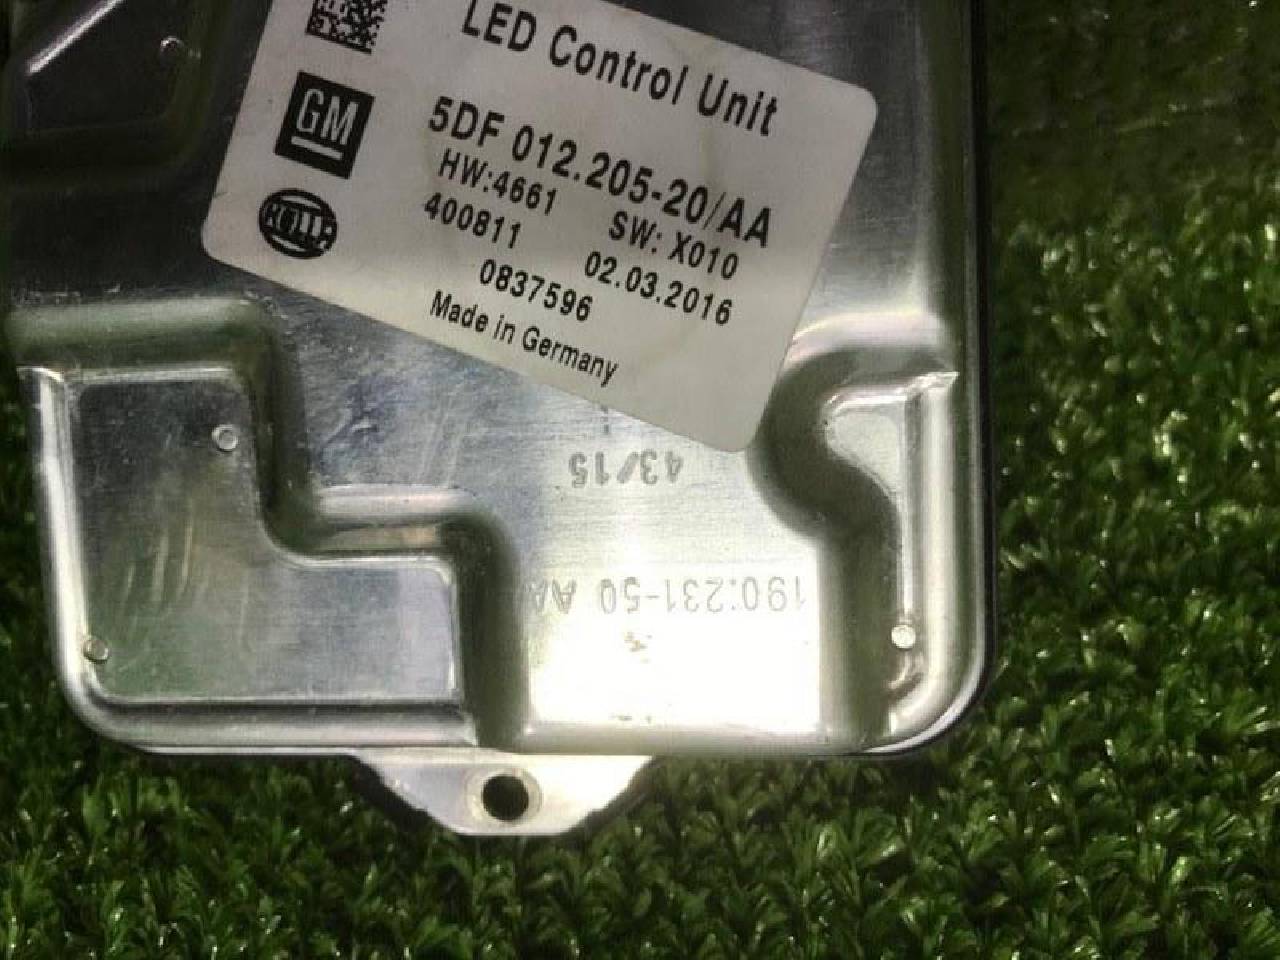 LED Control Unit
GM
5DF 012.205-20/AA
HW:4661 SW: X010
HELLA
400811 02.03.2016
0837596
Made in Germany
43/15
190.231-50 AA